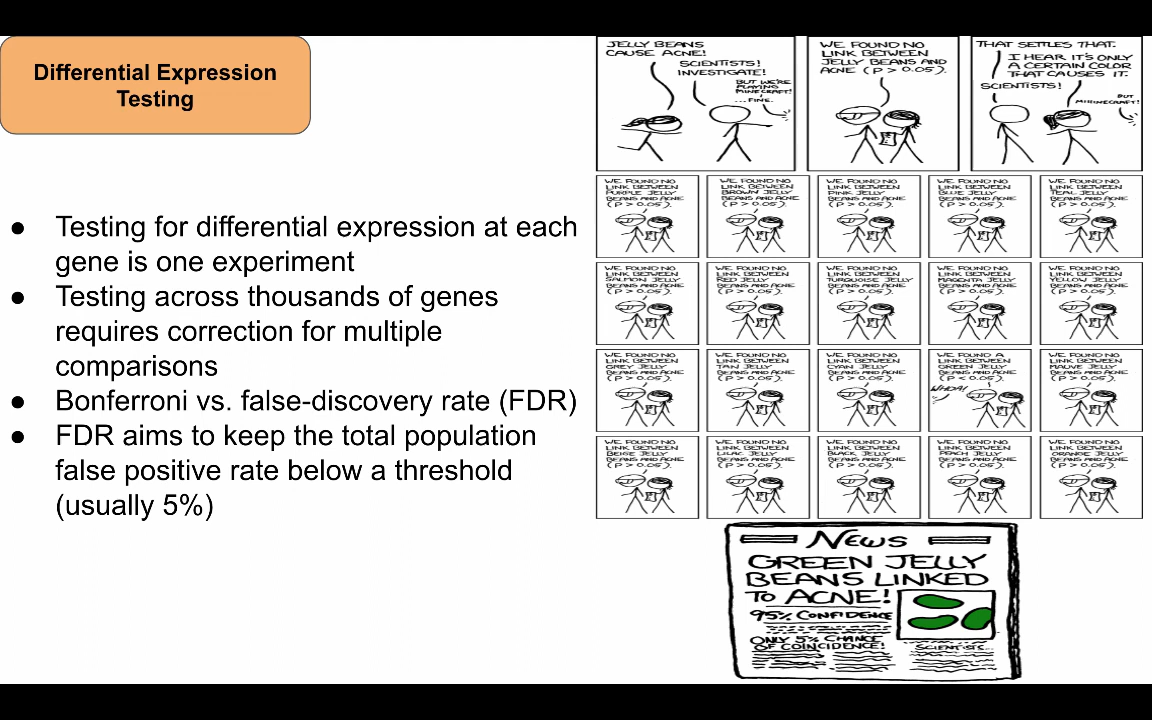 Differential Expression
Testing
● Testing for differential expression at each
gene is one experiment
● Testing across thousands of genes
requires correction for multiple
comparisons
● Bonferroni vs. false-discovery rate (FDR)
● FDR aims to keep the total population
false positive rate below a threshold
(usually 5%)
JELLY BEANS
CAUSE ACNE!
SCIENTISTS!
INVESTIGATE!
BUT WE'RE
PLAYING
MINECRAFT!
...FINE.
WE FOUND NO
LINK BETWEEN
JELLY BEANS AND
ACNE (P > 0.05).
THAT SETTLES THAT.
I HEAR IT'S ONLY
A CERTAIN COLOR
THAT CAUSES IT.
SCIENTISTS!
BUT
MIIINECRAFT!
WE FOUND NO
LINK BETWEEN
PURPLE JELLY
BEANS AND ACNE
(P > 0.05).
WE FOUND NO
LINK BETWEEN
BROWN JELLY
BEANS AND ACNE
(P > 0.05).
WE FOUND NO
LINK BETWEEN
PINK JELLY
BEANS AND ACNE
(P > 0.05).
WE FOUND NO
LINK BETWEEN
BLUE JELLY
BEANS AND ACNE
(P > 0.05).
WE FOUND NO
LINK BETWEEN
TEAL JELLY
BEANS AND ACNE
(P > 0.05).
WE FOUND NO
LINK BETWEEN
SALMON JELLY
BEANS AND ACNE
(P > 0.05).
WE FOUND NO
LINK BETWEEN
RED JELLY
BEANS AND ACNE
(P > 0.05).
WE FOUND NO
LINK BETWEEN
TURQUOISE JELLY
BEANS AND ACNE
(P > 0.05).
WE FOUND NO
LINK BETWEEN
MAGENTA JELLY
BEANS AND ACNE
(P > 0.05).
WE FOUND NO
LINK BETWEEN
YELLOW JELLY
BEANS AND ACNE
(P > 0.05).
WE FOUND NO
LINK BETWEEN
GREY JELLY
BEANS AND ACNE
(P > 0.05).
WE FOUND NO
LINK BETWEEN
TAN JELLY
BEANS AND ACNE
(P > 0.05).
WE FOUND NO
LINK BETWEEN
CYAN JELLY
BEANS AND ACNE
(P > 0.05).
WE FOUND A
LINK BETWEEN
GREEN JELLY
BEANS AND ACNE
(P < 0.05).
WHOA!
WE FOUND NO
LINK BETWEEN
MAUVE JELLY
BEANS AND ACNE
(P > 0.05).
WE FOUND NO
LINK BETWEEN
BEIGE JELLY
BEANS AND ACNE
(P > 0.05).
WE FOUND NO
LINK BETWEEN
LILAC JELLY
BEANS AND ACNE
(P > 0.05).
WE FOUND NO
LINK BETWEEN
BLACK JELLY
BEANS AND ACNE
(P > 0.05).
WE FOUND NO
LINK BETWEEN
PEACH JELLY
BEANS AND ACNE
(P > 0.05).
WE FOUND NO
LINK BETWEEN
ORANGE JELLY
BEANS AND ACNE
(P > 0.05).
NEWS
GREEN JELLY
BEANS LINKED
TO ACNE!
95% CONFIDENCE
ONLY 5% CHANCE
OF COINCIDENCE!
SCIENTISTS...